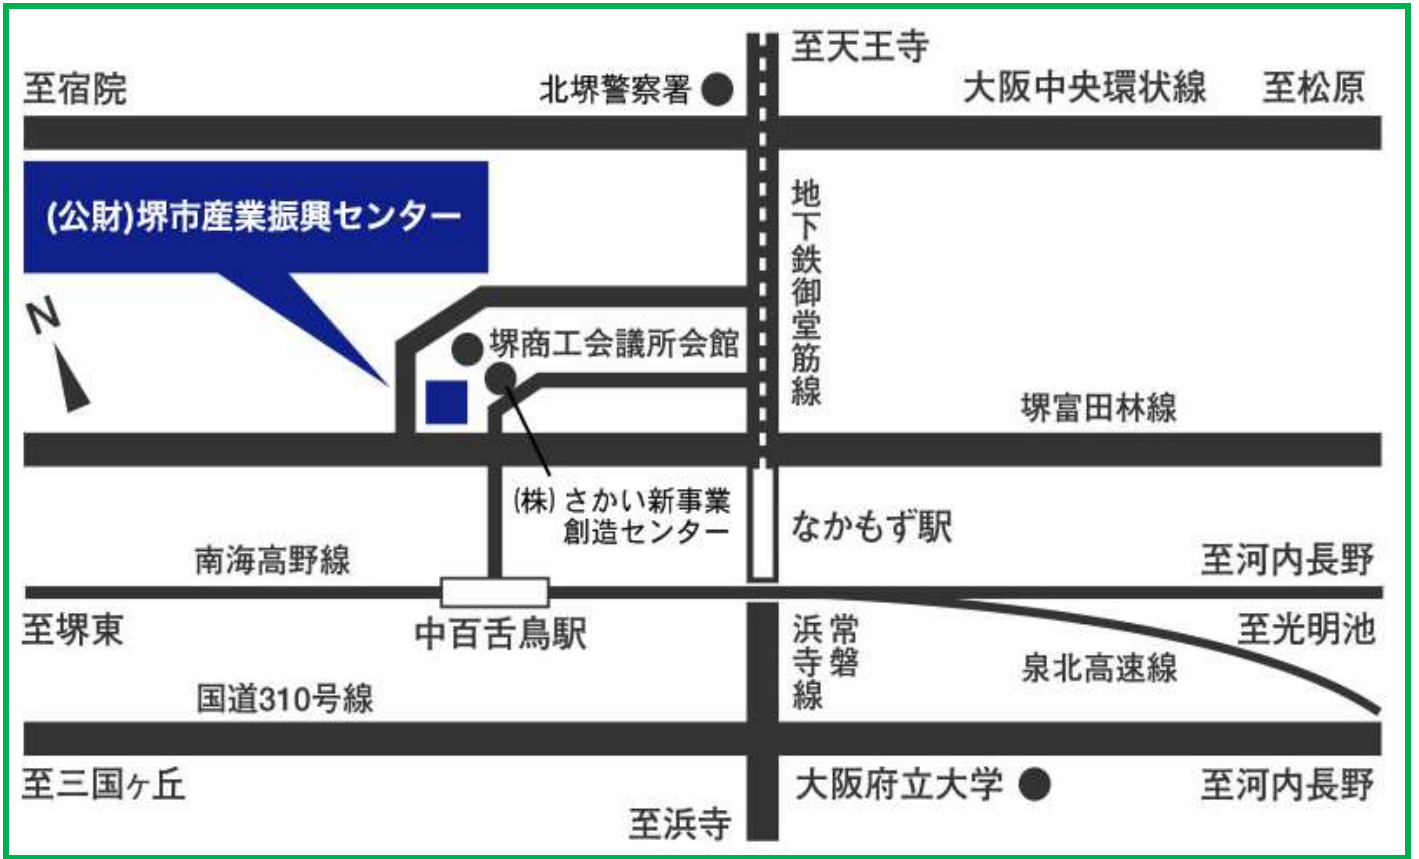 至天王寺
至宿院
北堺警察署
大阪中央環状線
至松原
(公財)堺市産業振興センター
地下鉄御堂筋線
N
堺商工会議所会館
堺富田林線
(株)さかい新事業
創造センター
なかもず駅
南海高野線
至河内長野
至堺東
中百舌鳥駅
常磐
浜寺線
至光明池
泉北高速線
国道310号線
至三国ヶ丘
大阪府立大学
至河内長野
至浜寺